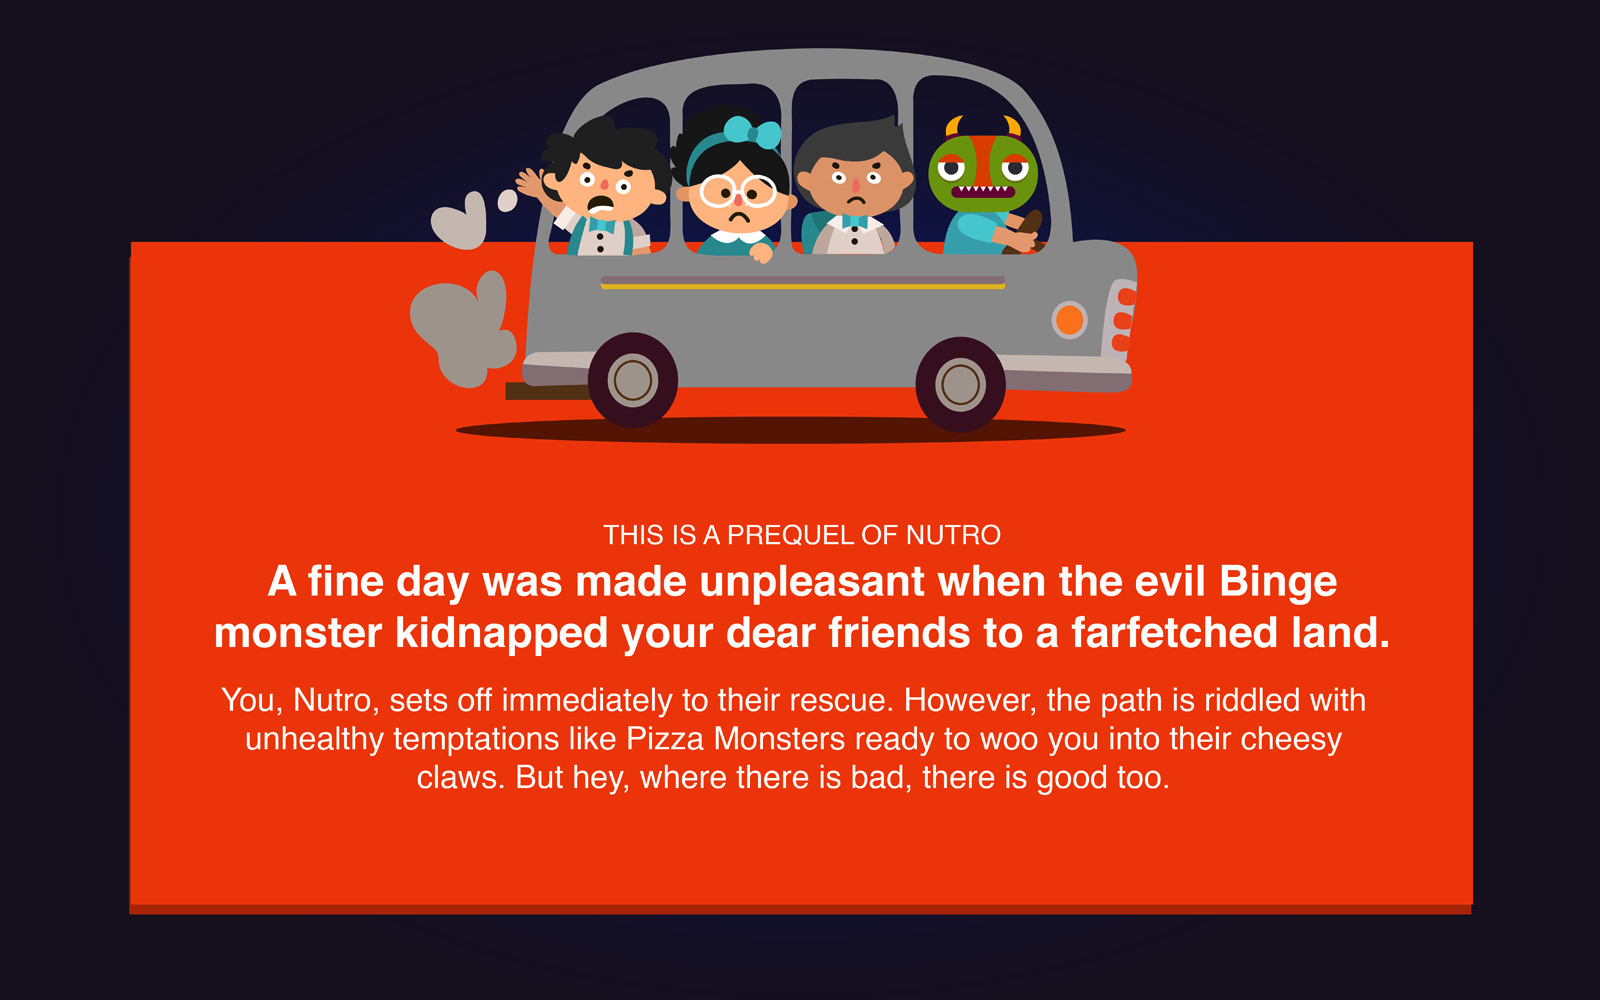 THIS IS A PREQUEL OF NUTRO
A fine day was made unpleasant when the evil Binge
monster kidnapped your dear friends to a farfetched land.
You, Nutro, sets off immediately to their rescue. However, the path is riddled with
unhealthy temptations like Pizza Monsters ready to woo you into their cheesy
claws. But hey, where there is bad, there is good too.